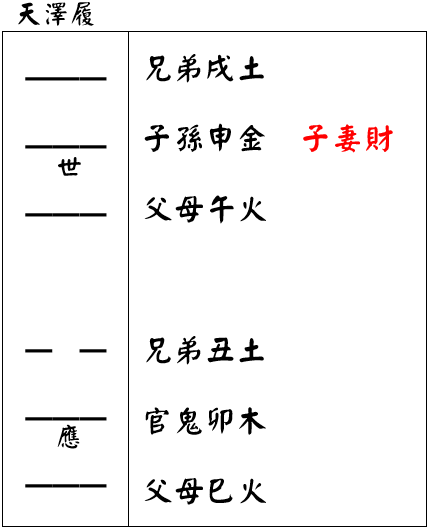 天澤履
兄弟戌土
子孫申金 子妻財
世
父母午火
兄弟丑土
官鬼卯木
應
父母巳火